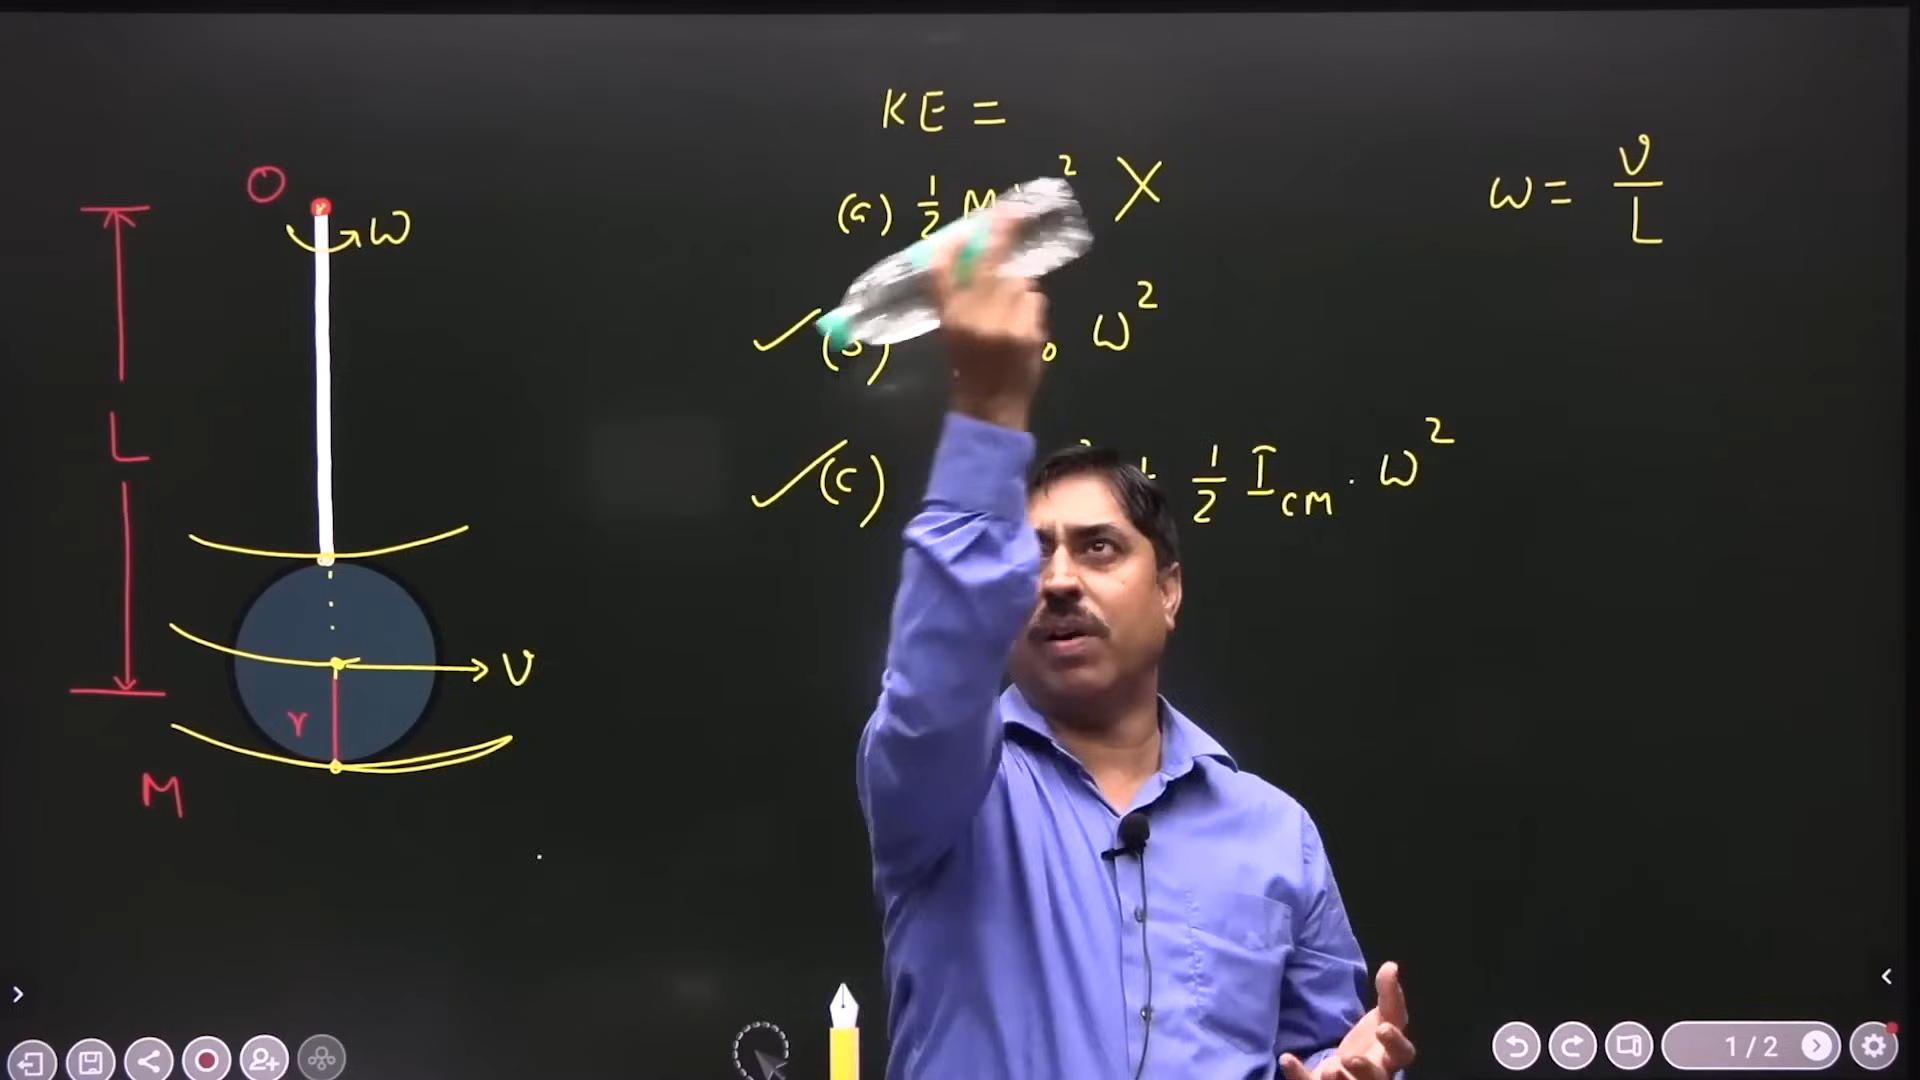 KE =
(a) 1/2 M 2 X
ω = v/L
O
ω
✓ ( ) o ω²
L
✓ (c) + 1/2 I_CM . ω²
v
r
M
1 / 2